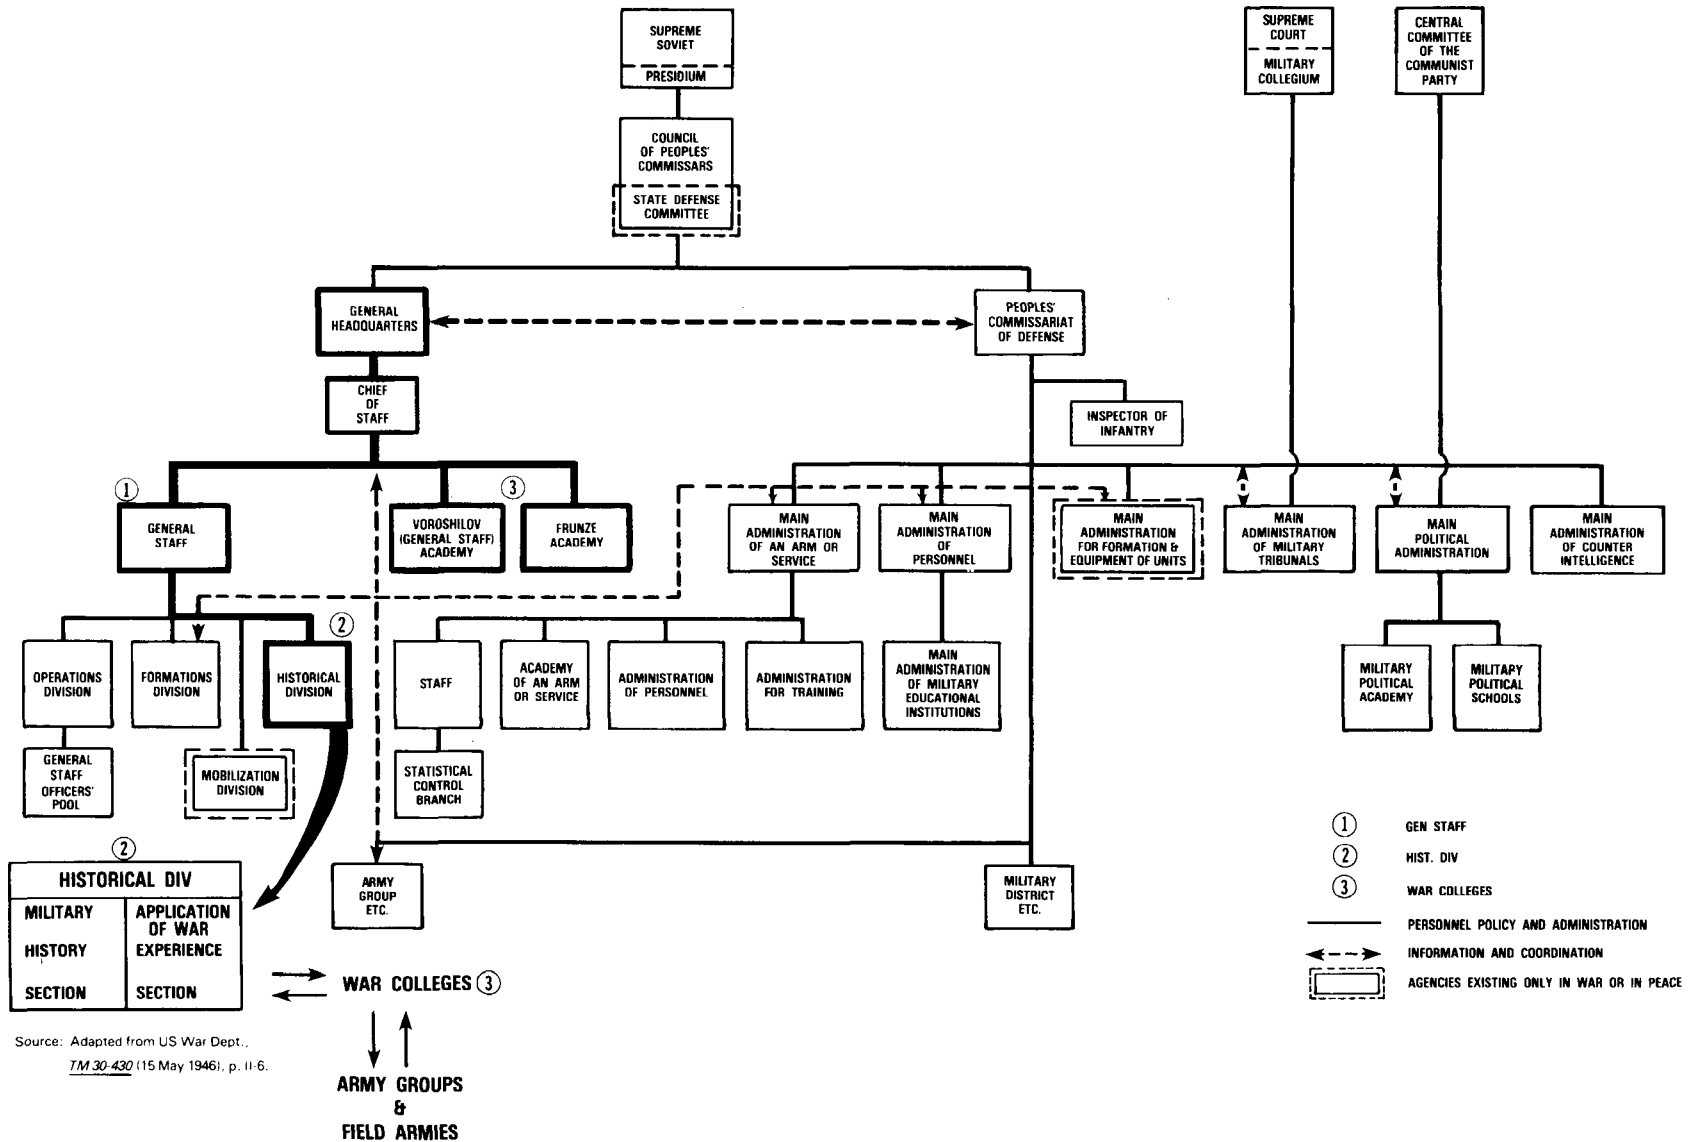 SUPREME
SOVIET
PRESIDIUM
SUPREME
COURT
MILITARY
COLLEGIUM
CENTRAL
COMMITTEE
OF THE
COMMUNIST
PARTY
COUNCIL
OF PEOPLES'
COMMISSARS
STATE DEFENSE
COMMITTEE
GENERAL
HEADQUARTERS
PEOPLES'
COMMISSARIAT
OF DEFENSE
CHIEF
OF
STAFF
INSPECTOR OF
INFANTRY
1
3
GENERAL
STAFF
VOROSHILOV
(GENERAL STAFF)
ACADEMY
FRUNZE
ACADEMY
MAIN
ADMINISTRATION
OF AN ARM OR
SERVICE
MAIN
ADMINISTRATION
OF
PERSONNEL
MAIN
ADMINISTRATION
FOR FORMATION &
EQUIPMENT OF UNITS
MAIN
ADMINISTRATION
OF MILITARY
TRIBUNALS
MAIN
POLITICAL
ADMINISTRATION
MAIN
ADMINISTRATION
OF COUNTER
INTELLIGENCE
2
OPERATIONS
DIVISION
FORMATIONS
DIVISION
HISTORICAL
DIVISION
STAFF
ACADEMY
OF AN ARM
OR SERVICE
ADMINISTRATION
OF PERSONNEL
ADMINISTRATION
FOR TRAINING
MAIN
ADMINISTRATION
OF MILITARY
EDUCATIONAL
INSTITUTIONS
MILITARY
POLITICAL
ACADEMY
MILITARY
POLITICAL
SCHOOLS
GENERAL
STAFF
OFFICERS'
POOL
MOBILIZATION
DIVISION
STATISTICAL
CONTROL
BRANCH
ARMY
GROUP
ETC.
MILITARY
DISTRICT
ETC.
2
HISTORICAL DIV
MILITARY
HISTORY
SECTION
APPLICATION
OF WAR
EXPERIENCE
SECTION
WAR COLLEGES 3
ARMY GROUPS
&
FIELD ARMIES
Source: Adapted from US War Dept.,
TM 30-430 (15 May 1946), p. II-6.
1 GEN STAFF
2 HIST. DIV
3 WAR COLLEGES
PERSONNEL POLICY AND ADMINISTRATION
INFORMATION AND COORDINATION
AGENCIES EXISTING ONLY IN WAR OR IN PEACE